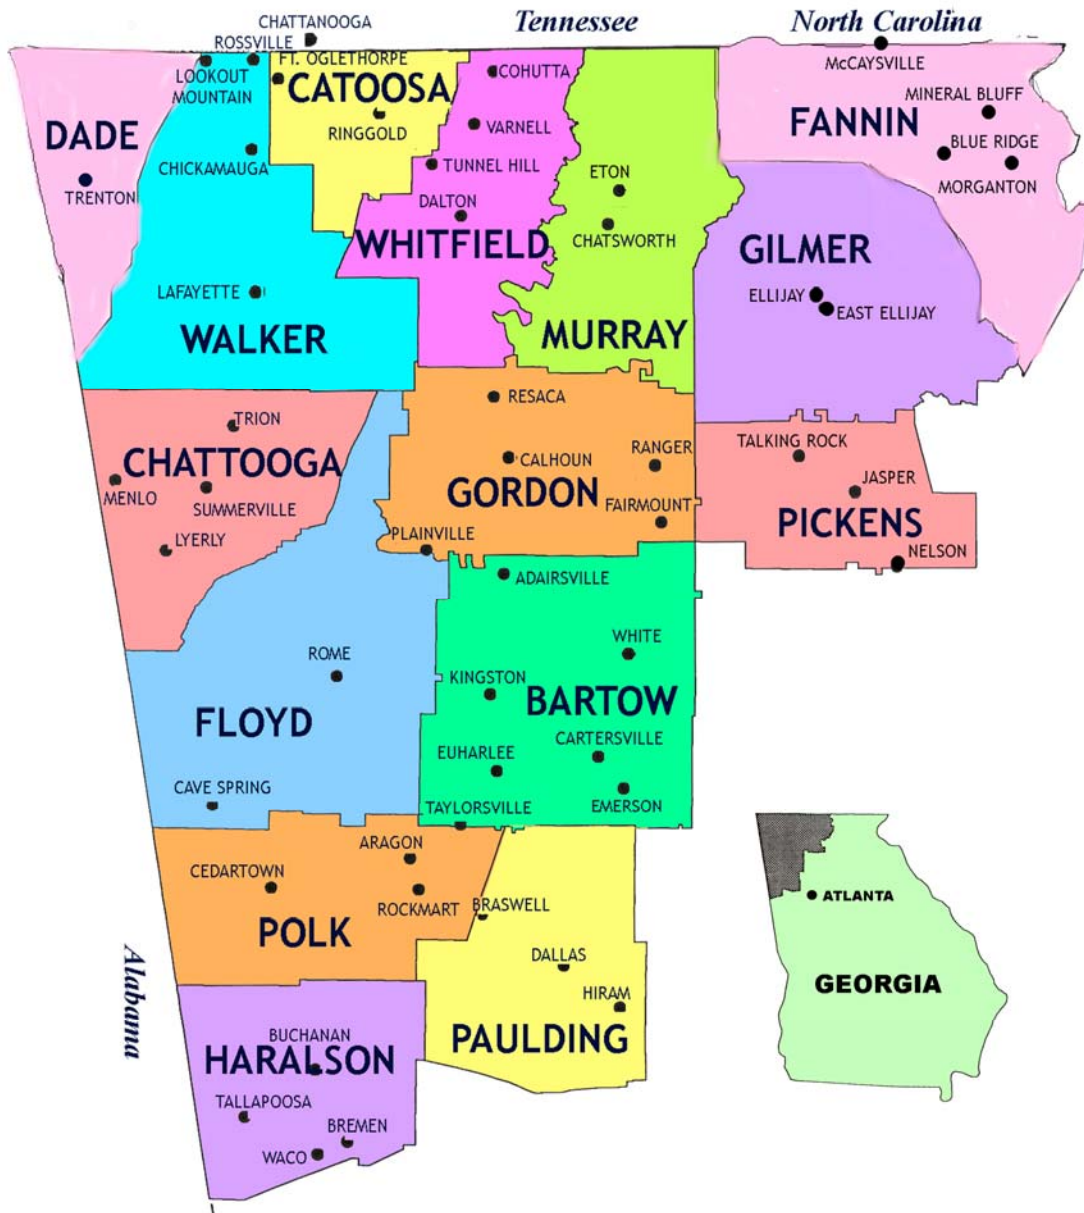 Tennessee
North Carolina
CHATTANOOGA
ROSSVILLE
LOOKOUT
MOUNTAIN
FT. OGLETHORPE
CATOOSA
RINGGOLD
COHUTTA
VARNELL
TUNNEL HILL
DALTON
WHITFIELD
DADE
TRENTON
CHICKAMAUGA
LAFAYETTE
WALKER
ETON
CHATSWORTH
MURRAY
McCAYSVILLE
FANNIN
MINERAL BLUFF
BLUE RIDGE
MORGANTON
GILMER
ELLIJAY
EAST ELLIJAY
TRION
CHATTOOGA
MENLO
SUMMERVILLE
LYERLY
RESACA
CALHOUN
RANGER
GORDON
FAIRMOUNT
PLAINVILLE
TALKING ROCK
JASPER
PICKENS
NELSON
ROME
FLOYD
CAVE SPRING
ADAIRSVILLE
WHITE
KINGSTON
BARTOW
CARTERSVILLE
EUHARLEE
EMERSON
TAYLORSVILLE
ARAGON
CEDARTOWN
ROCKMART
POLK
BRASWELL
DALLAS
HIRAM
PAULDING
Alabama
BUCHANAN
HARALSON
TALLAPOOSA
BREMEN
WACO
ATLANTA
GEORGIA